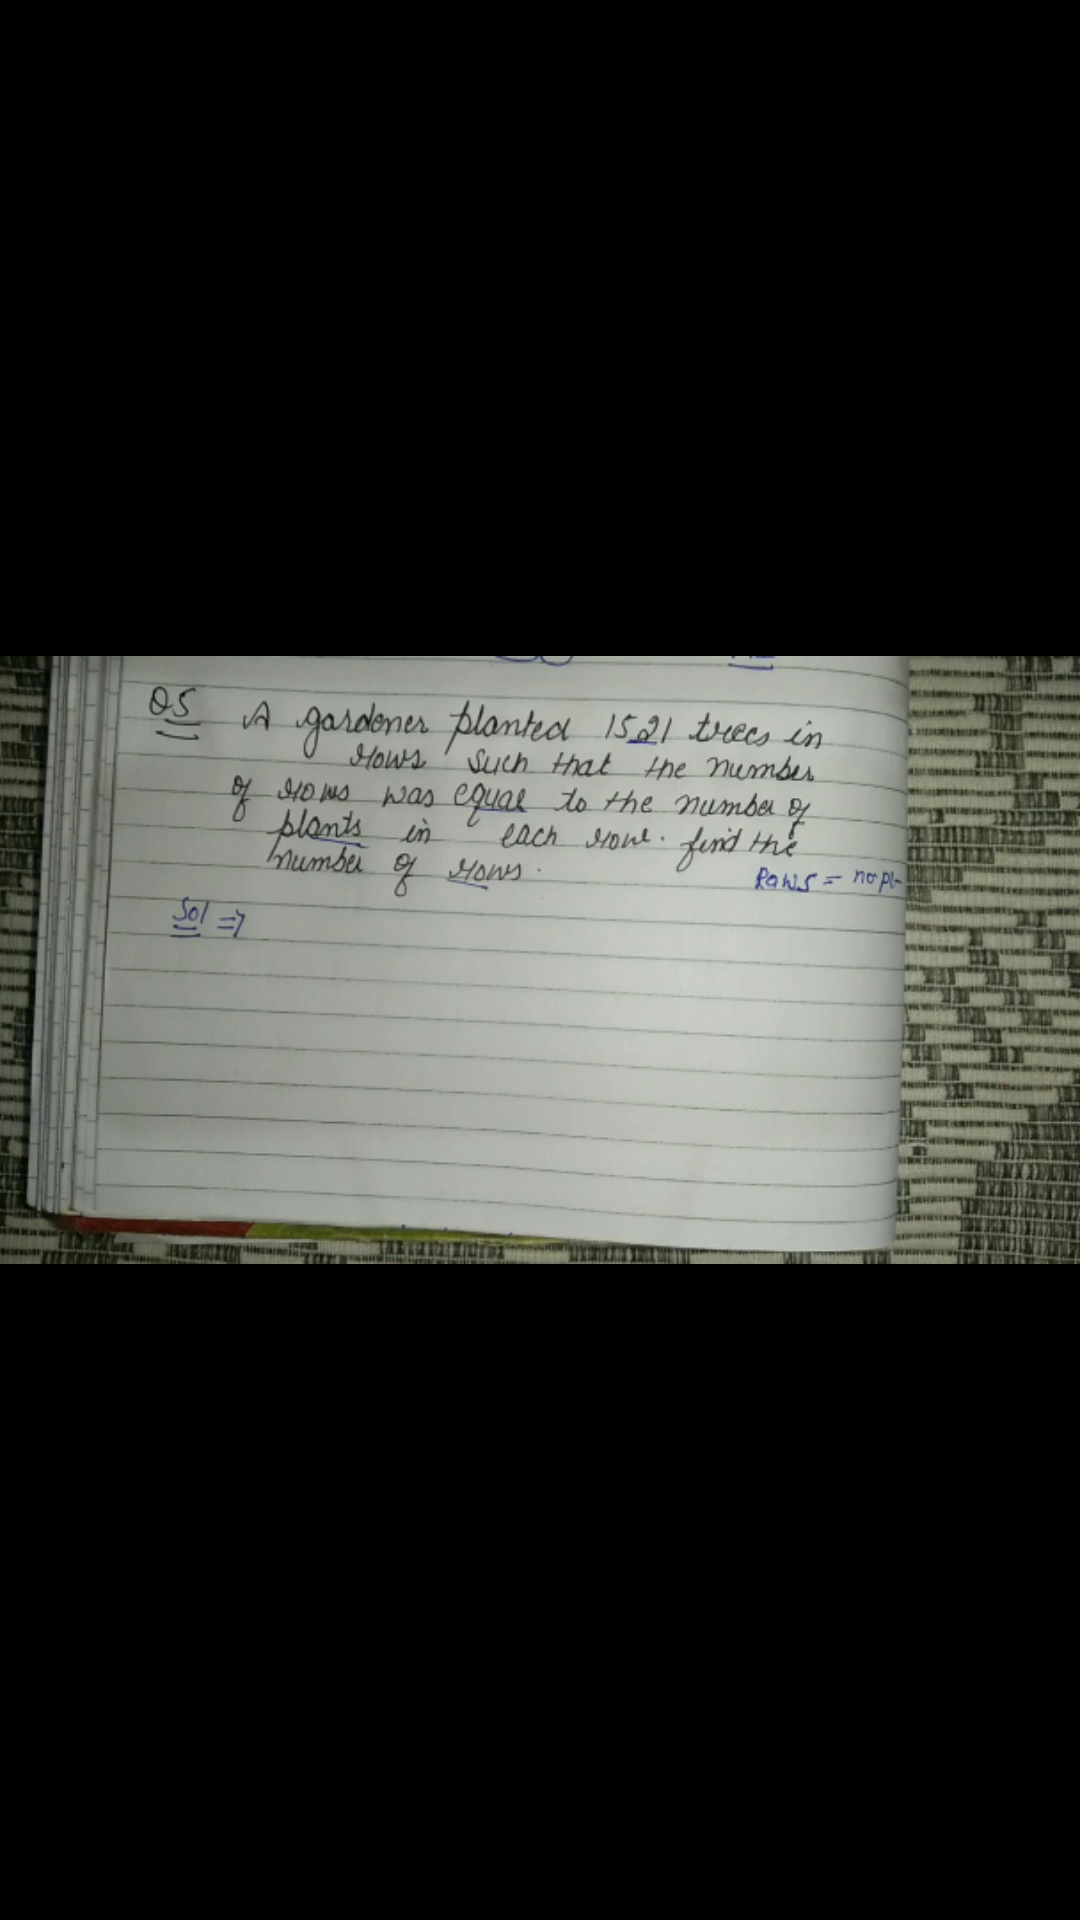 Q5 A gardener planted 1521 trees in
rows such that the number
of rows was equal to the number of
plants in each row. find the
number of rows.
Rows = no pl-
Sol =>